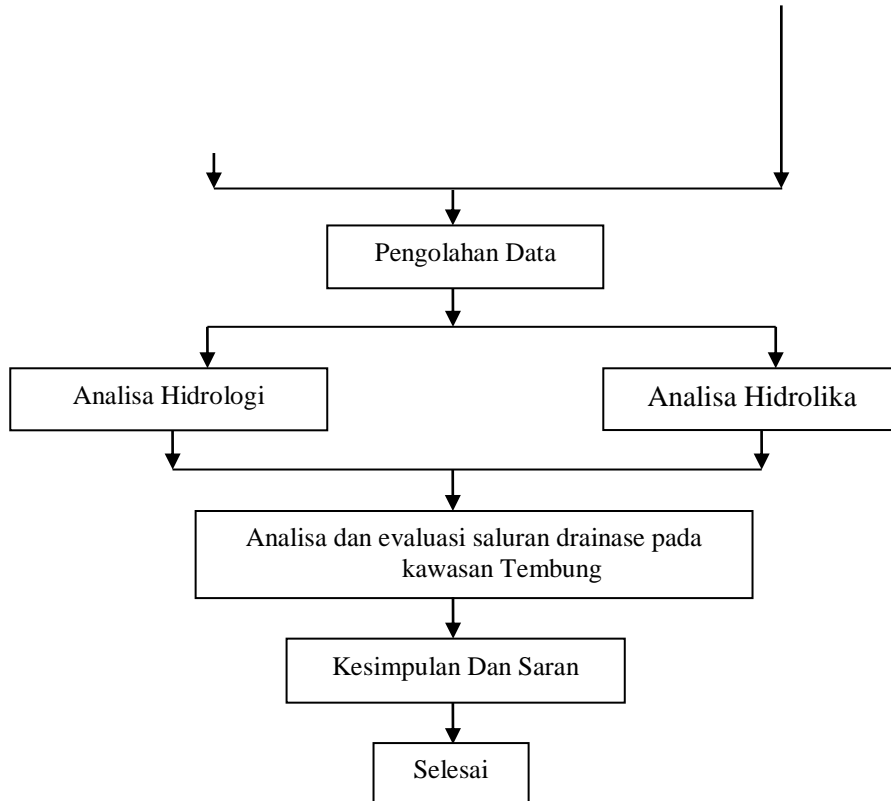 Pengolahan Data
Analisa Hidrologi
Analisa Hidrolika
Analisa dan evaluasi saluran drainase pada
kawasan Tembung
Kesimpulan Dan Saran
Selesai